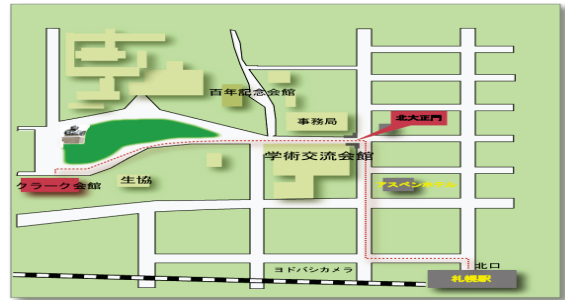 百年記念会館
事務局
北大正門
学術交流会館
クラーク会館
生協
アスペンホテル
北口
ヨドバシカメラ
札幌駅